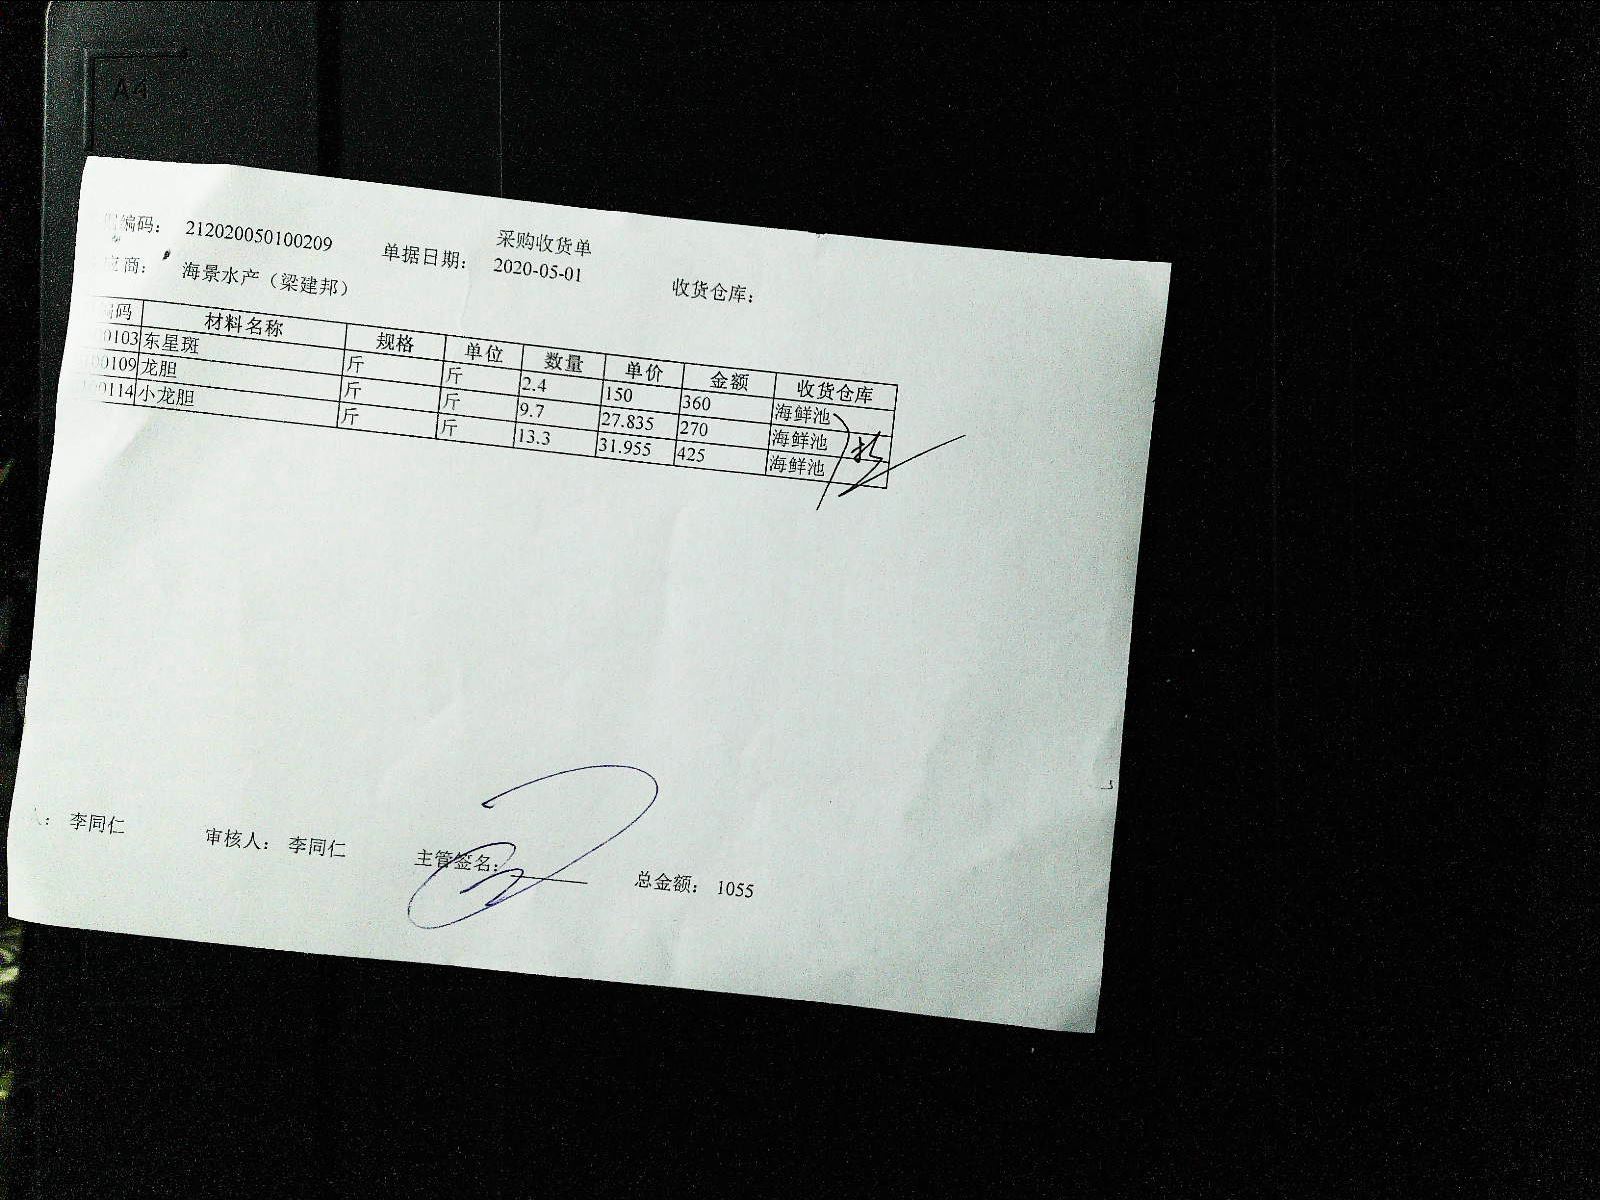 A4
采购收货单
编码： 212020050100209 单据日期： 2020-05-01 收货仓库：
应商： 海景水产（梁建邦）
编码 材料名称 规格 单位 数量 单价 金额 收货仓库
00103 东星斑 斤 斤 2.4 150 360 海鲜池
00109 龙胆 斤 斤 9.7 27.835 270 海鲜池
00114 小龙胆 斤 斤 13.3 31.955 425 海鲜池
人： 李同仁 审核人： 李同仁 主管签名： 总金额： 1055